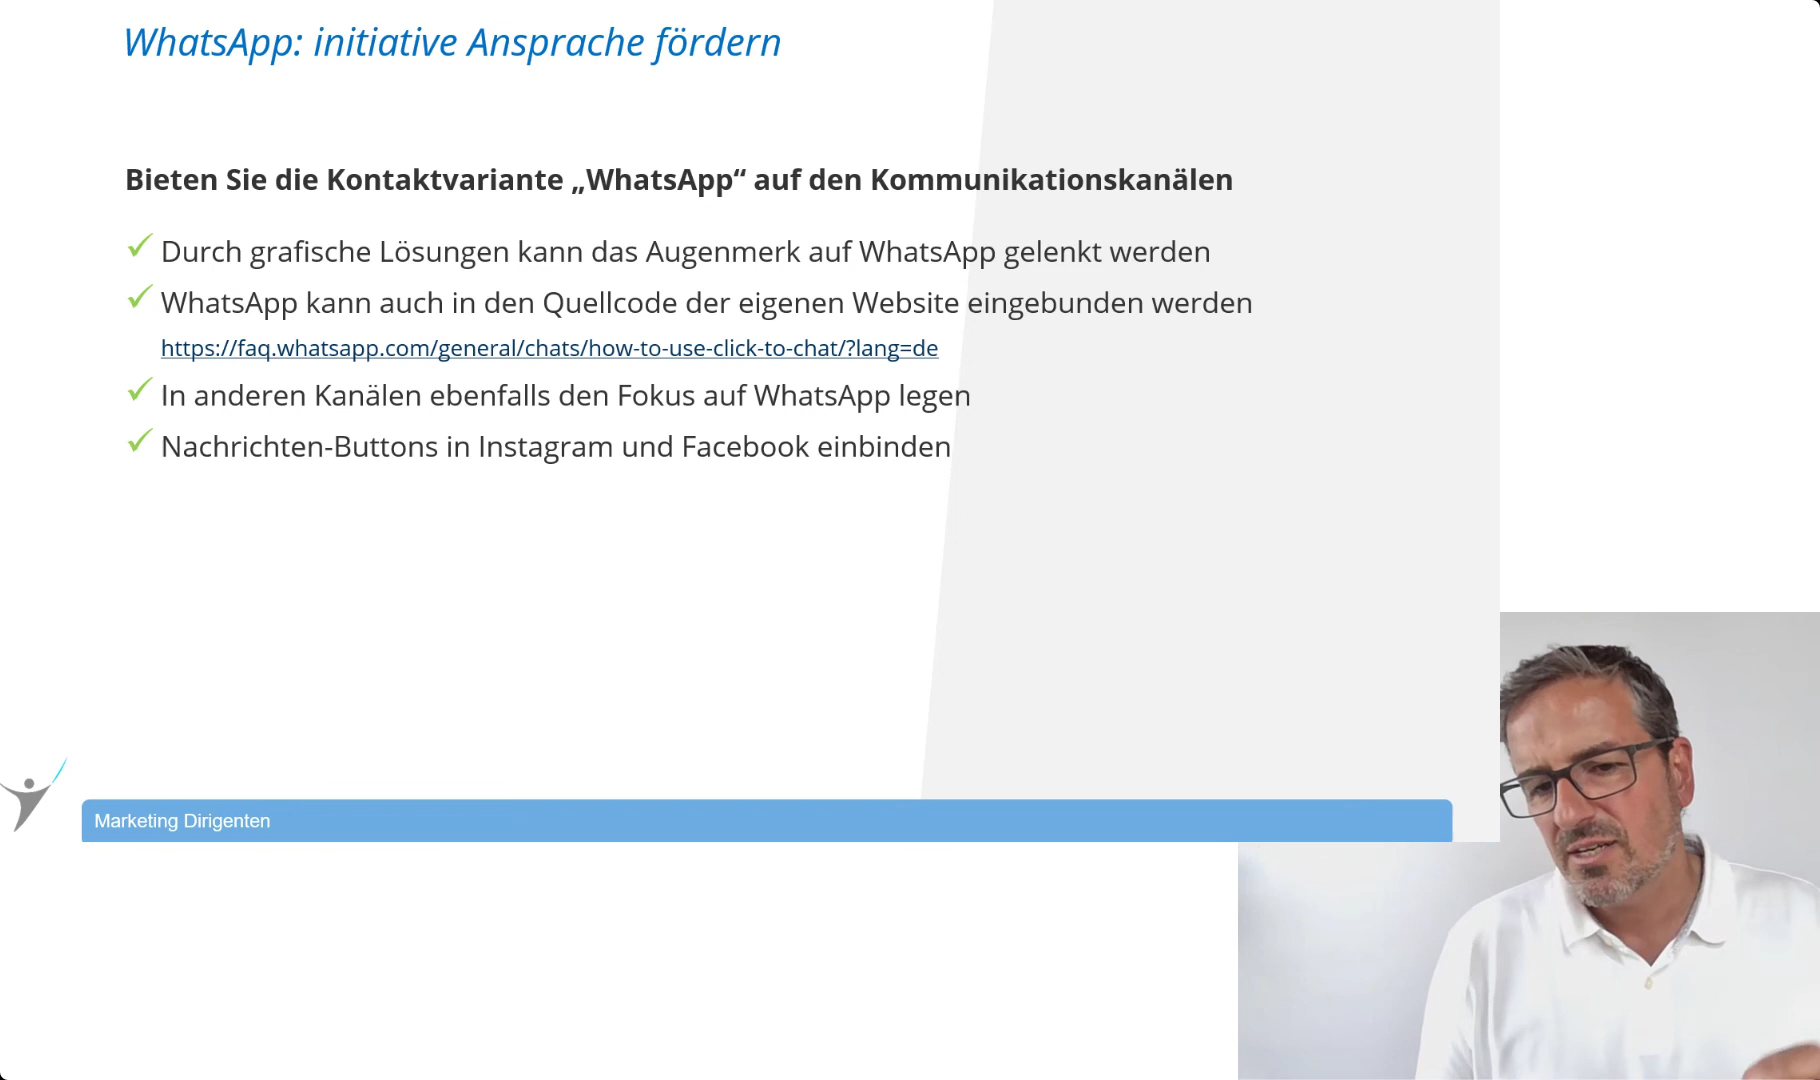 WhatsApp: initiative Ansprache fördern
Bieten Sie die Kontaktvariante „WhatsApp“ auf den Kommunikationskanälen
✓ Durch grafische Lösungen kann das Augenmerk auf WhatsApp gelenkt werden
✓ WhatsApp kann auch in den Quellcode der eigenen Website eingebunden werden
https://faq.whatsapp.com/general/chats/how-to-use-click-to-chat/?lang=de
✓ In anderen Kanälen ebenfalls den Fokus auf WhatsApp legen
✓ Nachrichten-Buttons in Instagram und Facebook einbinden
Marketing Dirigenten